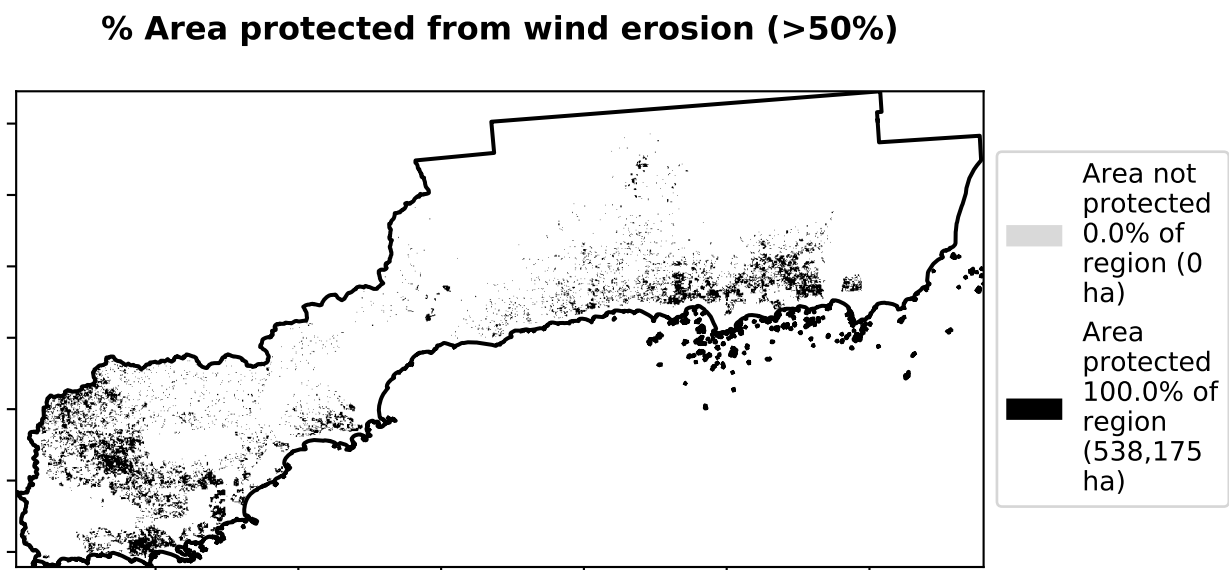 % Area protected from wind erosion (>50%)
Area not
protected
0.0% of
region (0
ha)
Area
protected
100.0% of
region
(538,175
ha)